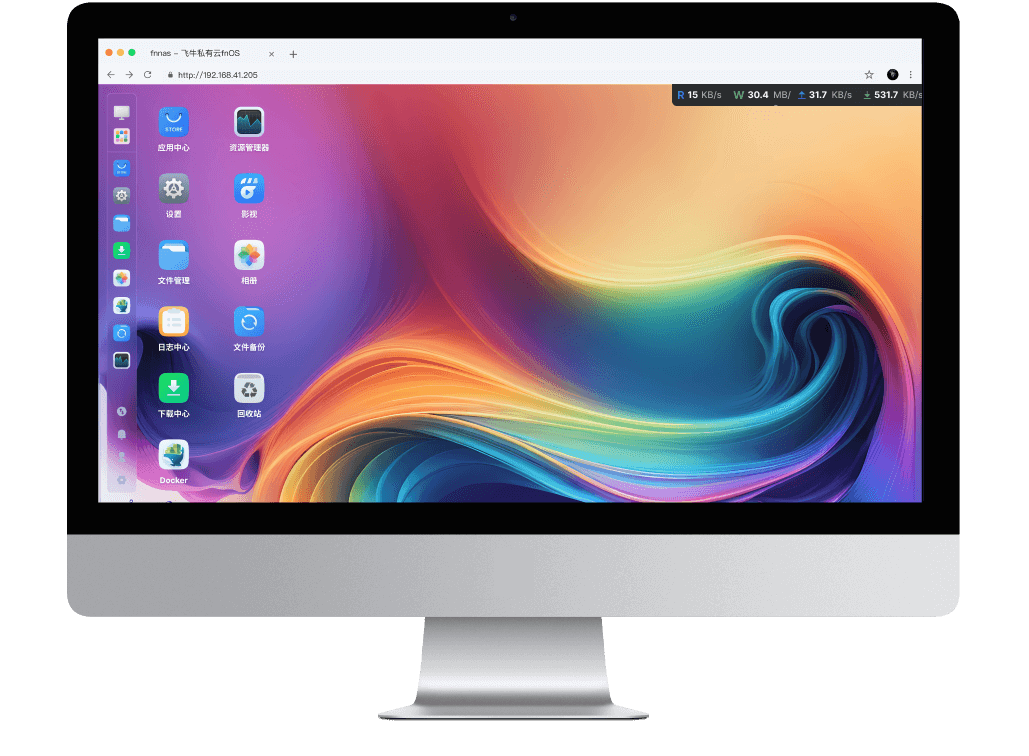 fnnas – 飞牛私有云fnOS
http://192.168.41.205
R 15 KB/s W 30.4 MB/ 31.7 KB/s 531.7 KB/s
STORE
应用中心
资源管理器
设置
影视
文件管理
相册
日志中心
文件备份
下载中心
回收站
Docker